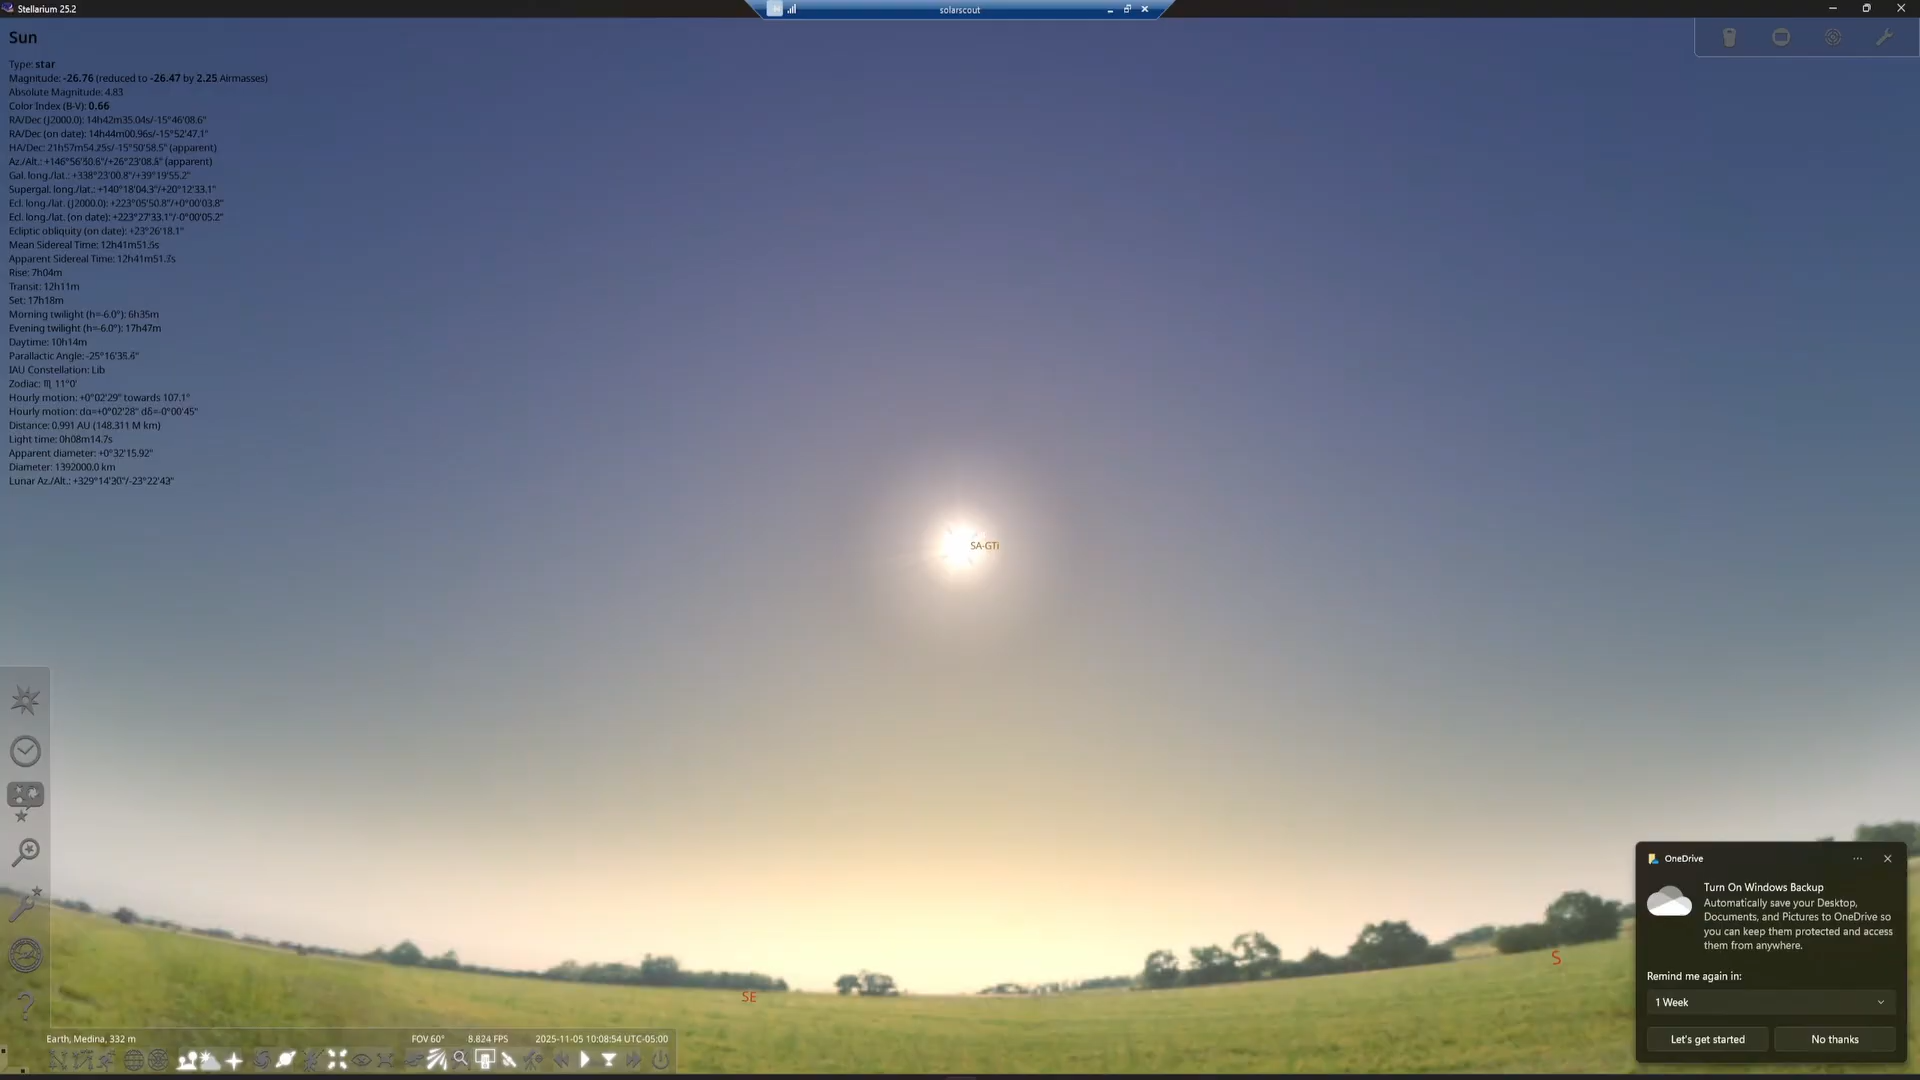 Stellarium 25.2
solarscout
Sun
Type: star
Magnitude: -26.76 (reduced to -26.47 by 2.25 Airmasses)
Absolute Magnitude: 4.83
Color Index (B-V): 0.66
RA/Dec (J2000.0): 14h42m35.04s/-15°46'08.6"
RA/Dec (on date): 14h44m00.96s/-15°52'47.1"
HA/Dec: 21h57m54.25s/-15°50'58.5" (apparent)
Az./Alt.: +146°56'50.6"/+26°23'08.8" (apparent)
Gal. long./lat.: +338°23'00.8"/+39°19'55.2"
Supergal. long./lat.: +140°18'04.3"/+20°12'33.1"
Ecl. long./lat. (J2000.0): +223°05'50.8"/+0°00'03.8"
Ecl. long./lat. (on date): +223°27'33.1"/-0°00'05.2"
Ecliptic obliquity (on date): +23°26'18.1"
Mean Sidereal Time: 12h41m51.5s
Apparent Sidereal Time: 12h41m51.7s
Rise: 7h04m
Transit: 12h11m
Set: 17h18m
Morning twilight (h=-6.0°): 6h35m
Evening twilight (h=-6.0°): 17h47m
Daytime: 10h14m
Parallactic Angle: -25°16'35.6"
IAU Constellation: Lib
Zodiac: ♏ 11°0'
Hourly motion: +0°02'29" towards 107.1°
Hourly motion: dα=+0°02'28" dδ=-0°00'45"
Distance: 0.991 AU (148.311 M km)
Light time: 0h08m14.7s
Apparent diameter: +0°32'15.92"
Diameter: 1392000.0 km
Lunar Az./Alt.: +329°14'20"/-23°22'42"
SA-GTi
SE
S
OneDrive
Turn On Windows Backup
Automatically save your Desktop,
Documents, and Pictures to OneDrive so
you can keep them protected and access
them from anywhere.
Remind me again in:
1 Week
Let's get started
No thanks
Earth, Medina, 332 m
FOV 60°
8.824 FPS
2025-11-05 10:08:54 UTC-05:00